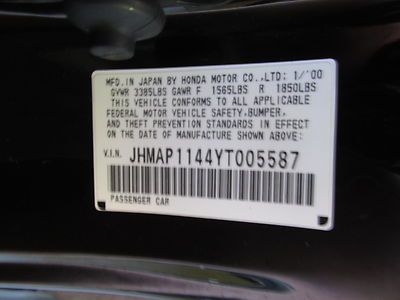 MFD. IN JAPAN BY HONDA MOTOR CO.,LTD: 1/'00
GVWR 3385LBS GAWR F 1565LBS R 1850LBS
THIS VEHICLE CONFORMS TO ALL APPLICABLE
FEDERAL MOTOR VEHICLE SAFETY,BUMPER,
AND THEFT PREVENTION STANDARDS IN EFFECT
ON THE DATE OF MANUFACTURE SHOWN ABOVE:
V.I.N. JHMAP1144YT005587
PASSENGER CAR